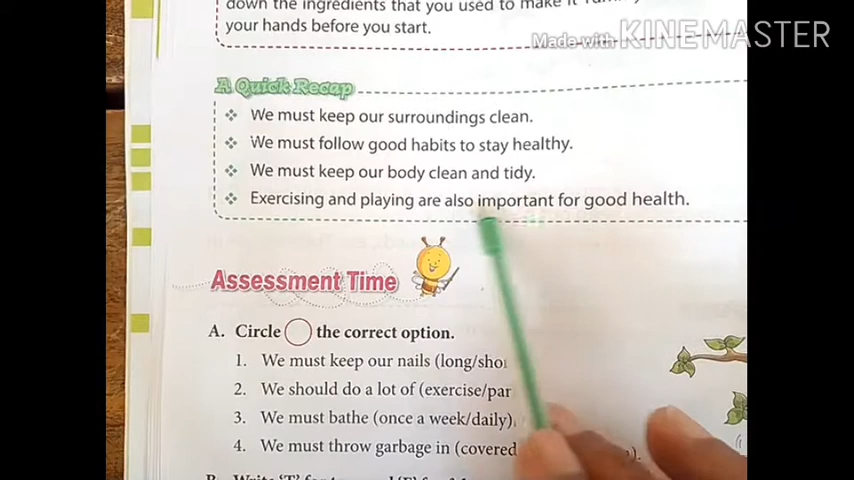 down the ingredients that you used to make it
your hands before you start.
Made with KINEMASTER
A Quick Recap
❖ We must keep our surroundings clean.
❖ We must follow good habits to stay healthy.
❖ We must keep our body clean and tidy.
❖ Exercising and playing are also important for good health.
Assessment Time
A. Circle the correct option.
1. We must keep our nails (long/sho
2. We should do a lot of (exercise/par
3. We must bathe (once a week/daily)
4. We must throw garbage in (covered
).
B. Write 'T' for